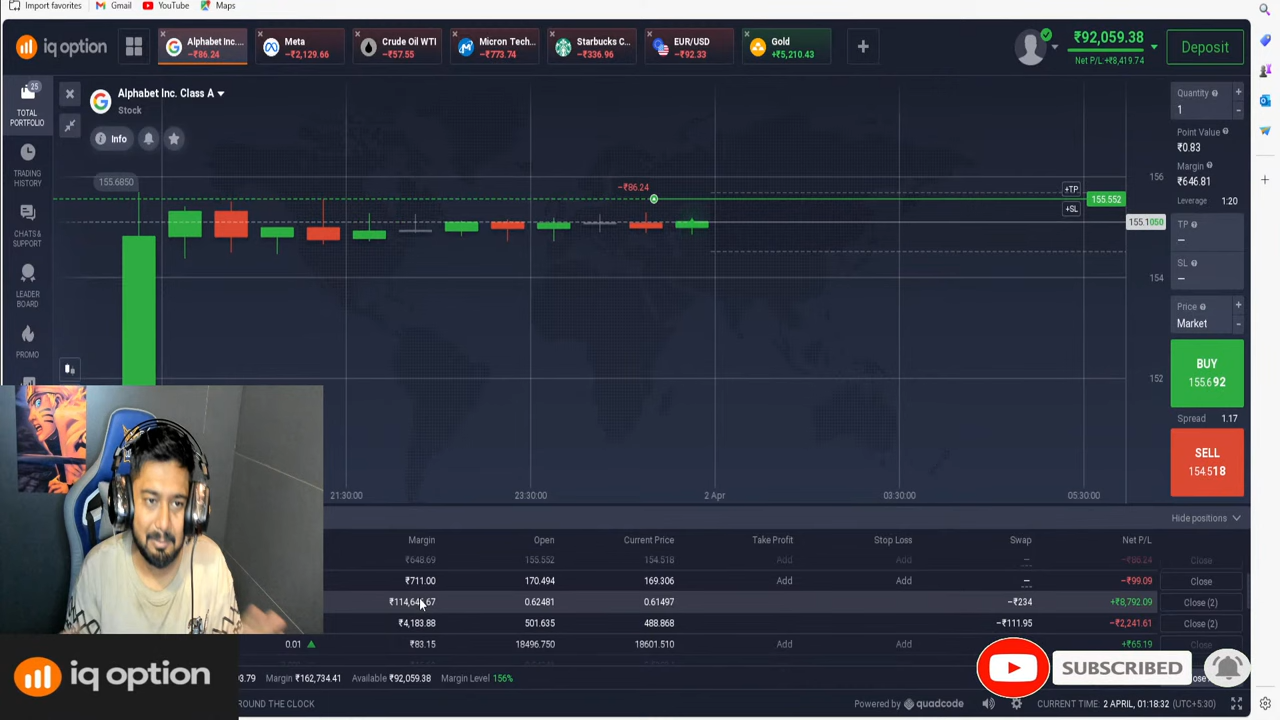 Import favorites Gmail YouTube Maps
iq option
Alphabet Inc....
−₹86.24
Meta
−₹2,129.66
Crude Oil WTI
−₹57.55
Micron Tech...
−₹773.74
Starbucks C...
−₹336.96
EUR/USD
−₹92.33
Gold
+₹5,210.43
₹92,059.38
Net P/L:+₹8,419.74
Deposit
25
TOTAL
PORTFOLIO
TRADING
HISTORY
CHATS &
SUPPORT
LEADER
BOARD
PROMO
Alphabet Inc. Class A
Stock
Info
155.6850
−₹86.24
+TP
+SL
155.552
155.1050
156
154
152
21:30:00 23:30:00 2 Apr 03:30:00 05:30:00
Quantity
1
Point Value
₹0.83
Margin
₹646.81
Leverage 1:20
TP
—
SL
—
Price
Market
BUY
155.692
Spread 1.17
SELL
154.518
Hide positions
Margin Open Current Price Take Profit Stop Loss Swap Net P/L
₹648.69 155.552 154.518 Add Add — −₹86.24 Close
₹711.00 170.494 169.306 Add Add — −₹99.09 Close
0.62481 0.61497 −₹234 +₹8,792.09 Close (2)
₹4,183.88 501.635 488.868 −₹111.95 −₹2,241.61 Close (2)
0.01 ₹83.15 18496.750 18601.510 Add Add +₹65.19 Close
Margin ₹162,734.41 Available ₹92,059.38 Margin Level 156%
iq option
ROUND THE CLOCK
Powered by quadcode
CURRENT TIME: 2 APRIL, 01:18:32 (UTC+5:30)
SUBSCRIBED